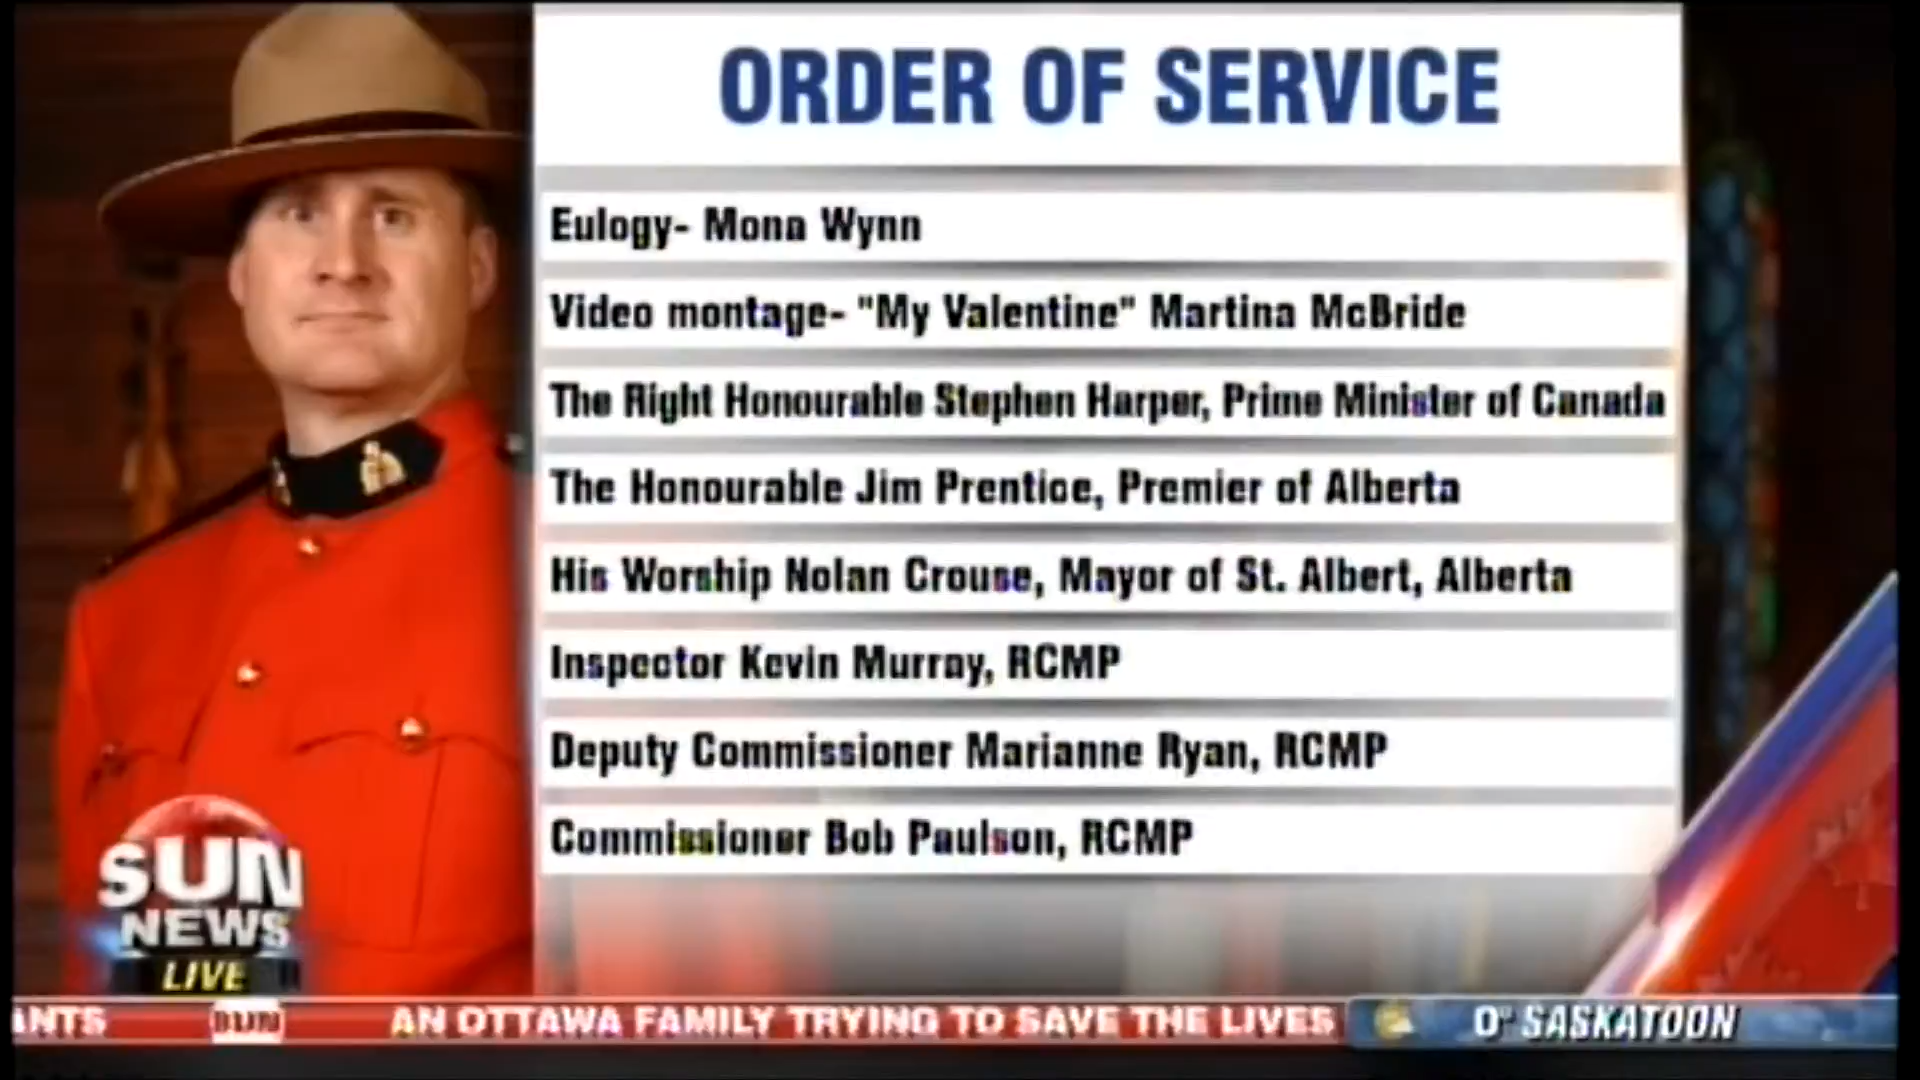 ORDER OF SERVICE
Eulogy- Mona Wynn
Video montage- "My Valentine" Martina McBride
The Right Honourable Stephen Harper, Prime Minister of Canada
The Honourable Jim Prentice, Premier of Alberta
His Worship Nolan Crouse, Mayor of St. Albert, Alberta
Inspector Kevin Murray, RCMP
Deputy Commissioner Marianne Ryan, RCMP
Commissioner Bob Paulson, RCMP
SUN
NEWS
LIVE
ANTS SUN AN OTTAWA FAMILY TRYING TO SAVE THE LIVES 0° SASKATOON